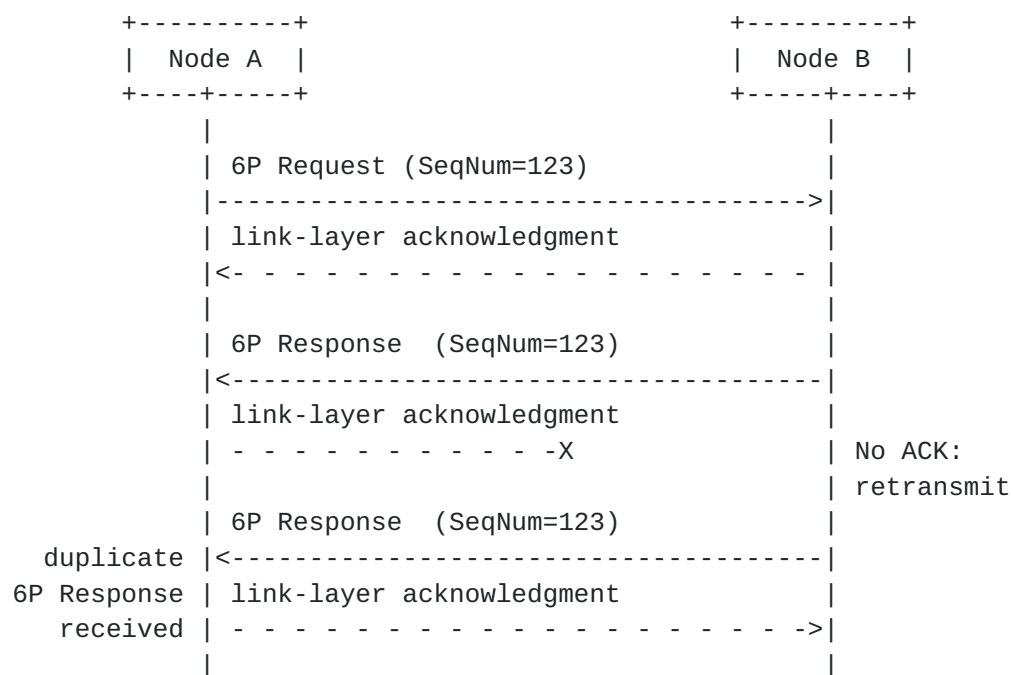 +----------+                           +----------+
|  Node A  |                           |  Node B  |
+----+-----+                           +-----+----+
     |                                       |
     | 6P Request (SeqNum=123)               |
     |-------------------------------------->|
     | link-layer acknowledgment             |
     |<- - - - - - - - - - - - - - - - - - - |
     |                                       |
     | 6P Response  (SeqNum=123)             |
     |<--------------------------------------|
     | link-layer acknowledgment             |
     | - - - - - - - - - - -X                | No ACK:
     |                                       | retransmit
     | 6P Response  (SeqNum=123)             |
duplicate |<--------------------------------------|
6P Response | link-layer acknowledgment             |
received | - - - - - - - - - - - - - - - - - - ->|
     |                                       |